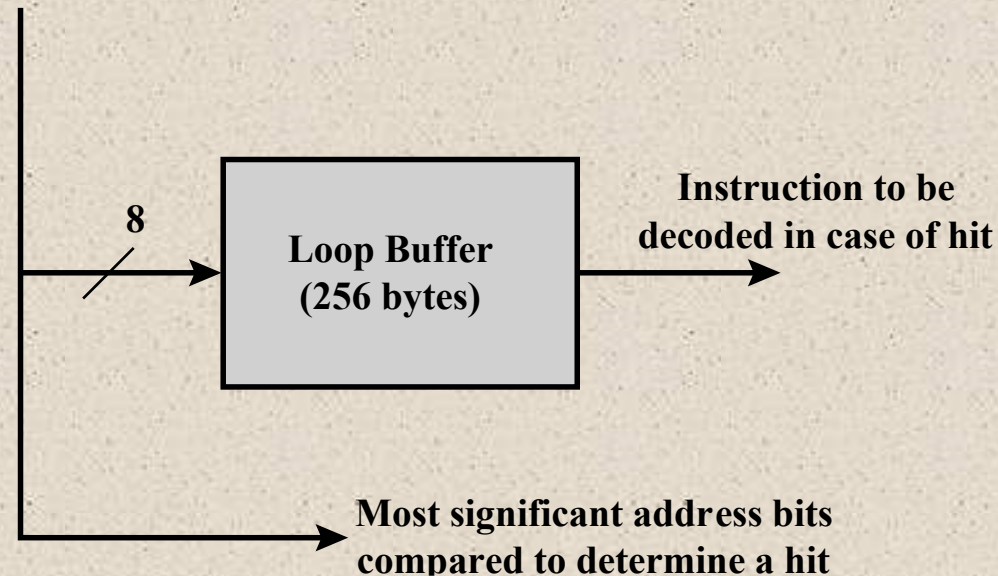 Instruction to be
decoded in case of hit
8
Loop Buffer
(256 bytes)
Most significant address bits
compared to determine a hit